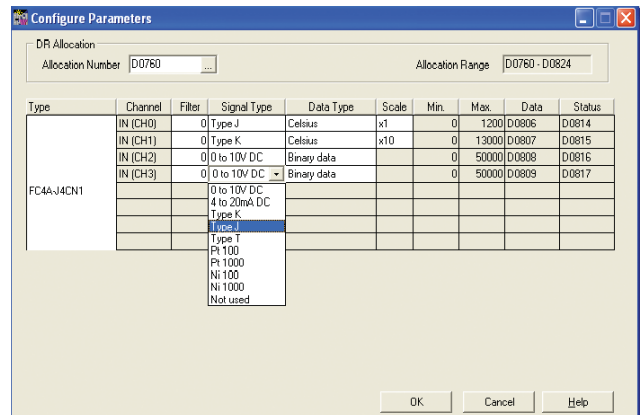 Configure Parameters
DR Allocation
Allocation Number D0760 ... Allocation Range D0760 - D0824
Type Channel Filter Signal Type Data Type Scale Min. Max. Data Status
IN (CH0) 0 Type J Celsius x1 0 1200 D0806 D0814
IN (CH1) 0 Type K Celsius x10 0 13000 D0807 D0815
IN (CH2) 0 0 to 10V DC Binary data 0 50000 D0808 D0816
IN (CH3) 0 0 to 10V DC Binary data 0 50000 D0809 D0817
FC4A-J4CN1
0 to 10V DC
4 to 20mA DC
Type K
Type J
Type T
Pt 100
Pt 1000
Ni 100
Ni 1000
Not used
OK Cancel Help